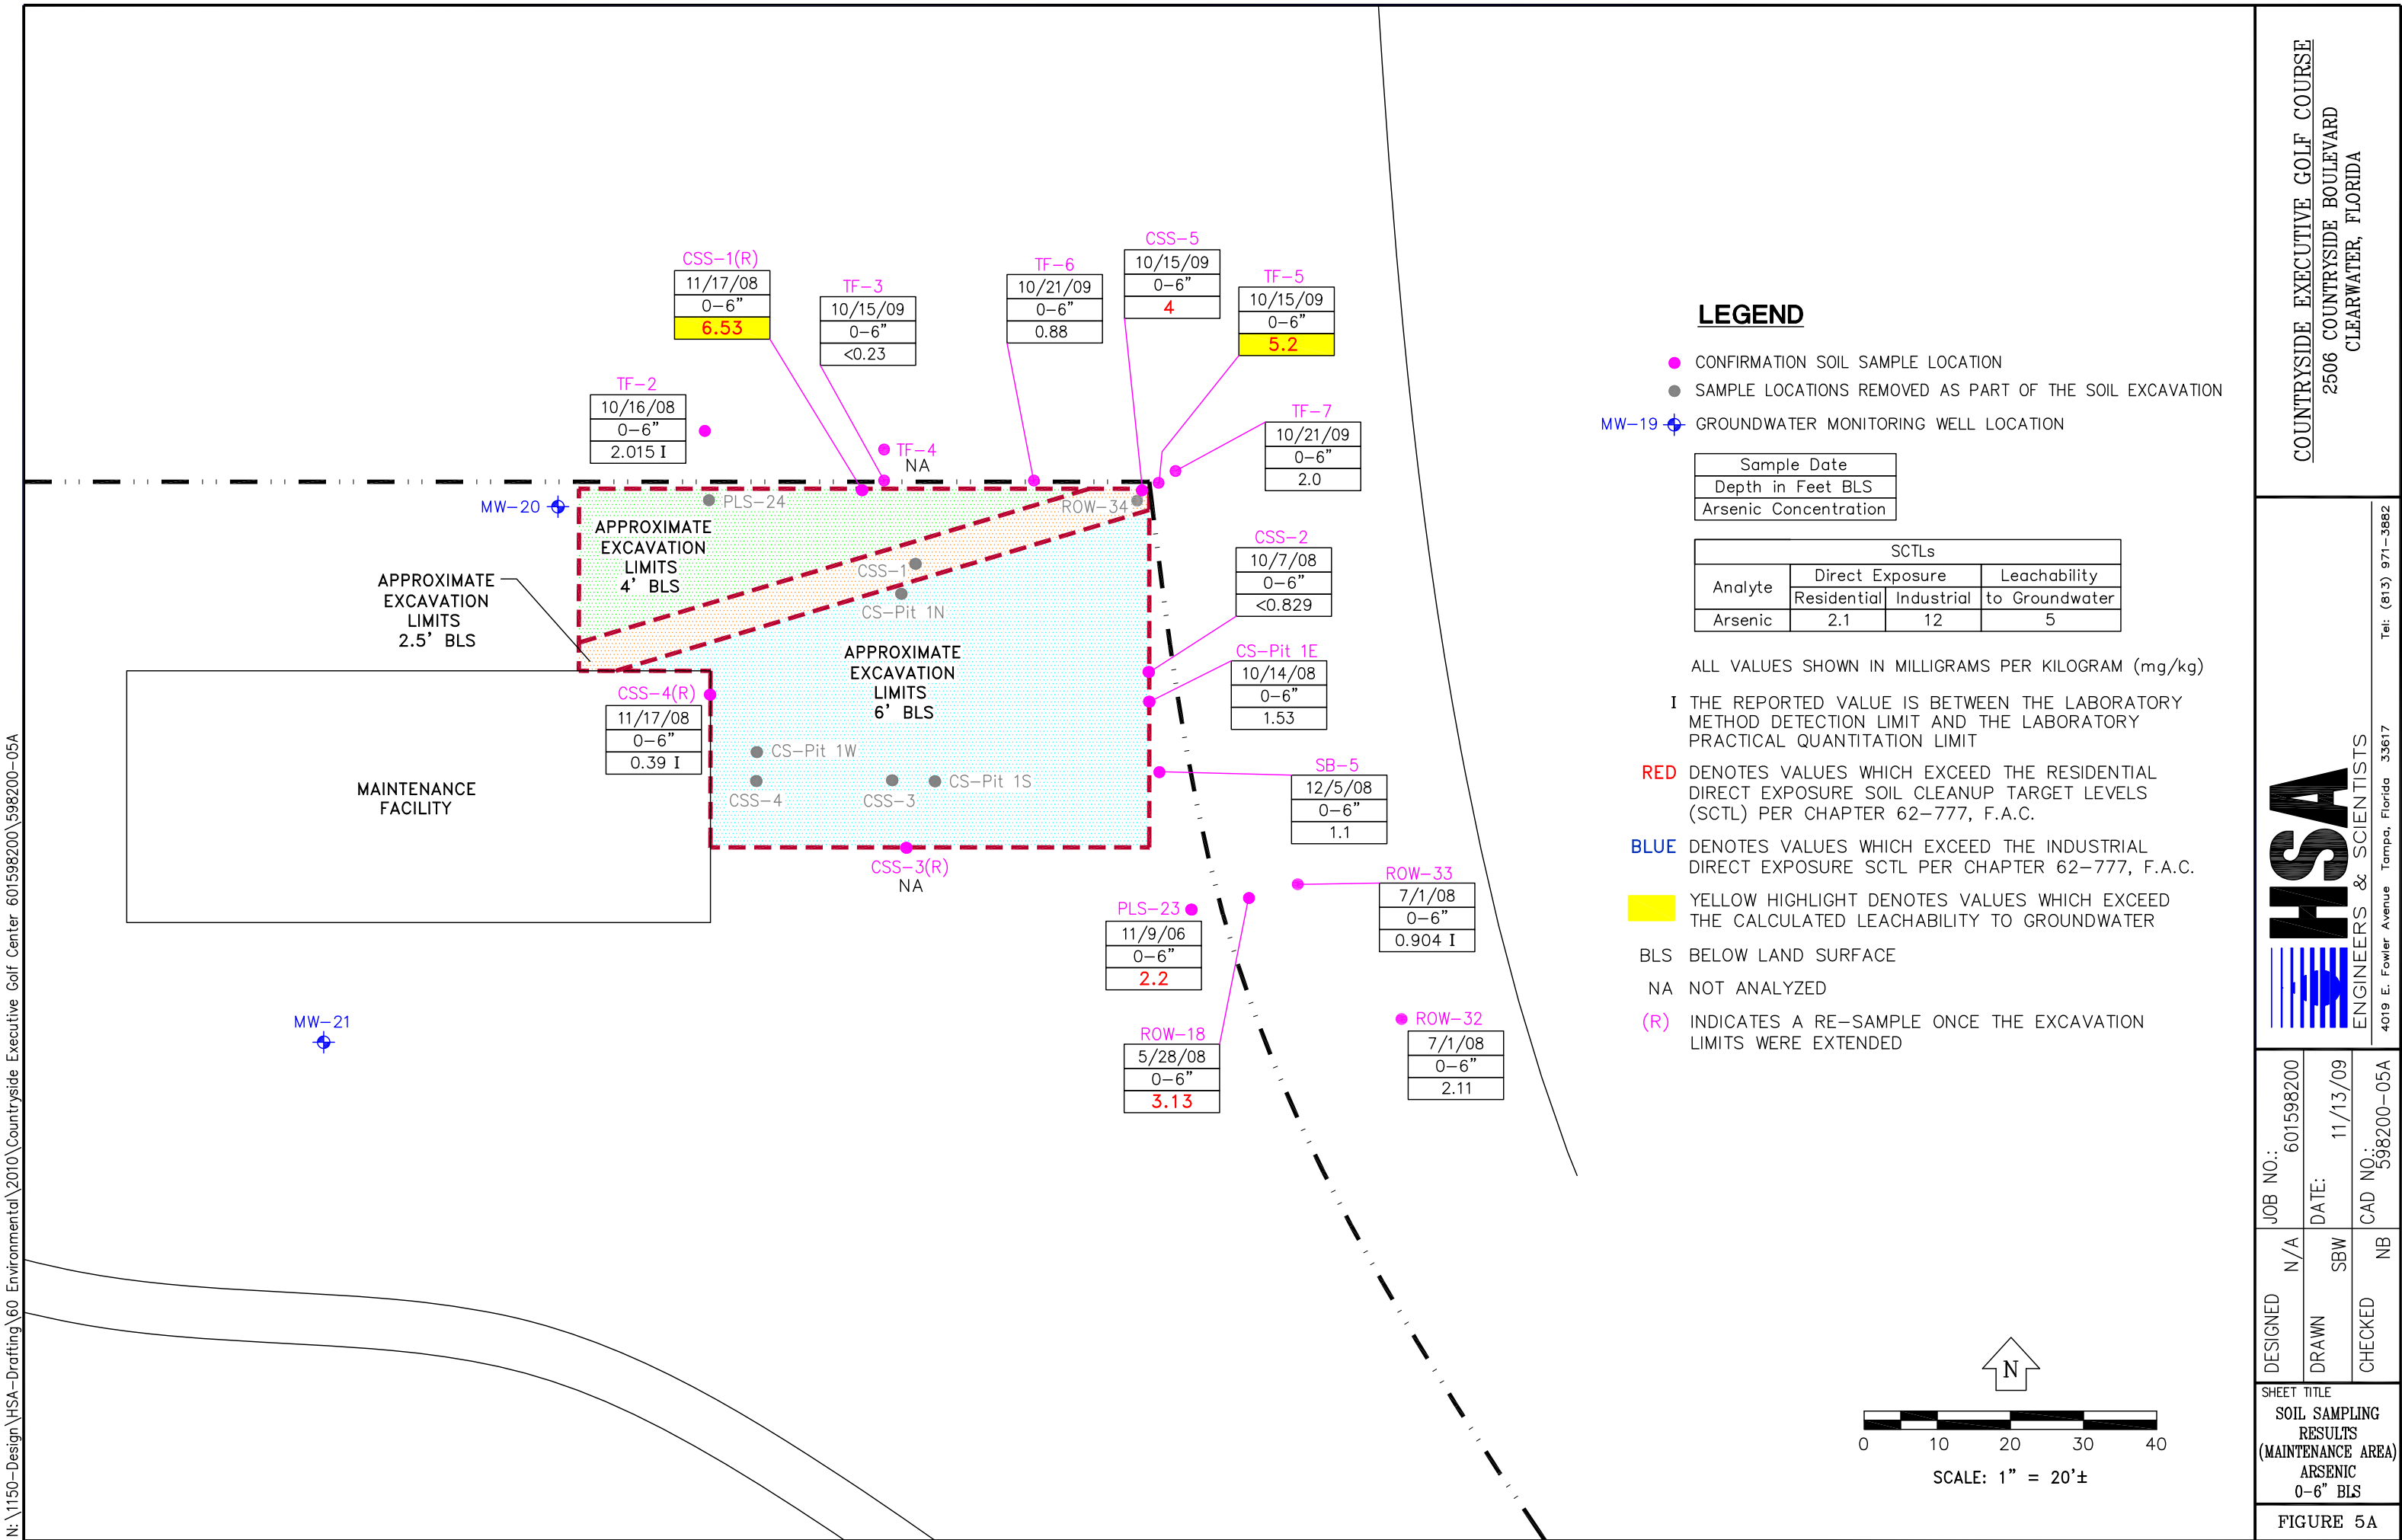 CSS-1(R)
11/17/08
0-6"
6.53
TF-3
10/15/09
0-6"
<0.23
TF-6
10/21/09
0-6"
0.88
CSS-5
10/15/09
0-6"
4
TF-5
10/15/09
0-6"
5.2
TF-2
10/16/08
0-6"
2.015 I
TF-4
NA
TF-7
10/21/09
0-6"
2.0
MW-20
PLS-24
ROW-34
APPROXIMATE
EXCAVATION
LIMITS
4' BLS
APPROXIMATE
EXCAVATION
LIMITS
2.5' BLS
CSS-1
CS-Pit 1N
CSS-2
10/7/08
0-6"
<0.829
APPROXIMATE
EXCAVATION
LIMITS
6' BLS
CS-Pit 1E
10/14/08
0-6"
1.53
CSS-4(R)
11/17/08
0-6"
0.39 I
CS-Pit 1W
CSS-4
CSS-3
CS-Pit 1S
MAINTENANCE
FACILITY
SB-5
12/5/08
0-6"
1.1
CSS-3(R)
NA
ROW-33
7/1/08
0-6"
0.904 I
PLS-23
11/9/06
0-6"
2.2
MW-21
ROW-18
5/28/08
0-6"
3.13
ROW-32
7/1/08
0-6"
2.11
LEGEND
CONFIRMATION SOIL SAMPLE LOCATION
SAMPLE LOCATIONS REMOVED AS PART OF THE SOIL EXCAVATION
MW-19 GROUNDWATER MONITORING WELL LOCATION
Sample Date
Depth in Feet BLS
Arsenic Concentration
SCTLs
Analyte Direct Exposure Leachability
Residential Industrial to Groundwater
Arsenic 2.1 12 5
ALL VALUES SHOWN IN MILLIGRAMS PER KILOGRAM (mg/kg)
I THE REPORTED VALUE IS BETWEEN THE LABORATORY
METHOD DETECTION LIMIT AND THE LABORATORY
PRACTICAL QUANTITATION LIMIT
RED DENOTES VALUES WHICH EXCEED THE RESIDENTIAL
DIRECT EXPOSURE SOIL CLEANUP TARGET LEVELS
(SCTL) PER CHAPTER 62-777, F.A.C.
BLUE DENOTES VALUES WHICH EXCEED THE INDUSTRIAL
DIRECT EXPOSURE SCTL PER CHAPTER 62-777, F.A.C.
YELLOW HIGHLIGHT DENOTES VALUES WHICH EXCEED
THE CALCULATED LEACHABILITY TO GROUNDWATER
BLS BELOW LAND SURFACE
NA NOT ANALYZED
(R) INDICATES A RE-SAMPLE ONCE THE EXCAVATION
LIMITS WERE EXTENDED
N
0 10 20 30 40
SCALE: 1" = 20'±
COUNTRYSIDE EXECUTIVE GOLF COURSE
2506 COUNTRYSIDE BOULEVARD
CLEARWATER, FLORIDA
HSA
ENGINEERS & SCIENTISTS
4019 E. Fowler Avenue Tampa, Florida 33617 Tel: (813) 971-3882
JOB NO.: 601598200
DATE: 11/13/09
CAD NO.: 598200-05A
DESIGNED N/A
DRAWN SBW
CHECKED NB
SHEET TITLE
SOIL SAMPLING
RESULTS
(MAINTENANCE AREA)
ARSENIC
0-6" BLS
FIGURE 5A
N:\1150-Design\HSA-Drafting\60 Environmental\2010\Countryside Executive Golf Center 601598200\598200-05A